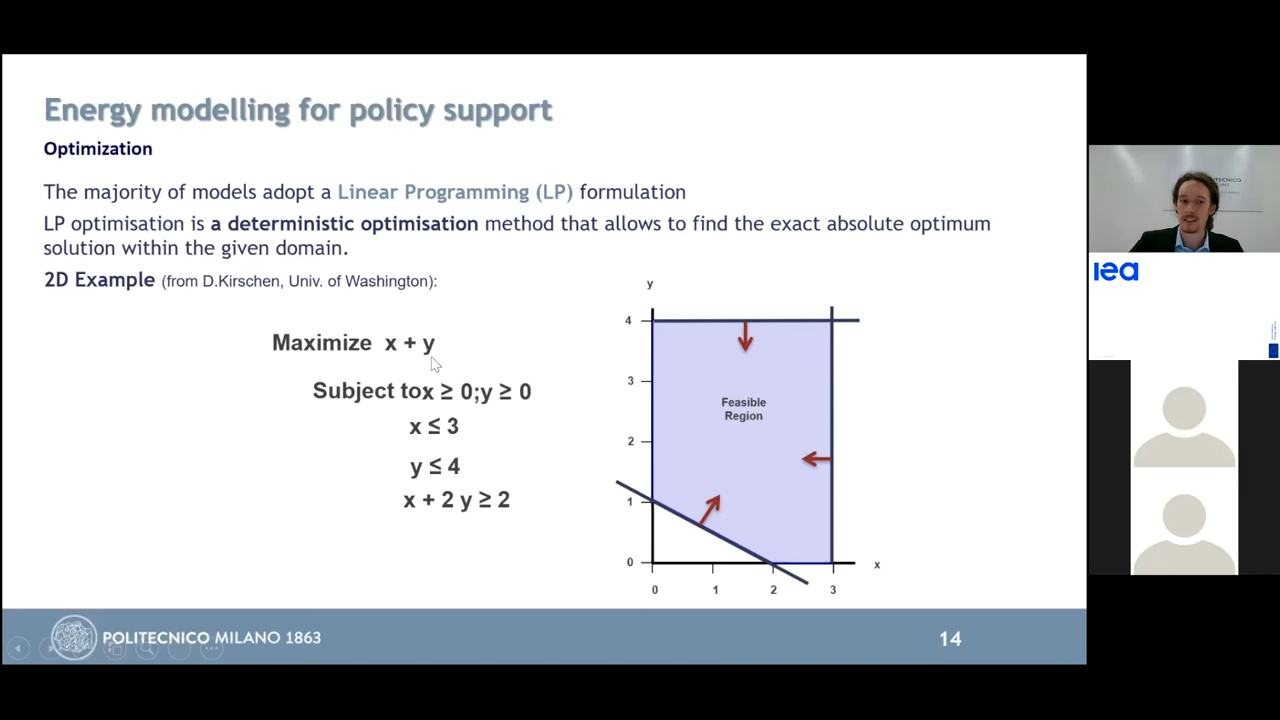 Energy modelling for policy support
Optimization
The majority of models adopt a Linear Programming (LP) formulation
LP optimisation is a deterministic optimisation method that allows to find the exact absolute optimum
solution within the given domain.
2D Example (from D.Kirschen, Univ. of Washington):
Maximize x + y
Subject tox ≥ 0;y ≥ 0
x ≤ 3
y ≤ 4
x + 2 y ≥ 2
y
4
3
2
1
0
Feasible
Region
x
0
1
2
3
POLITECNICO MILANO 1863
14
iea